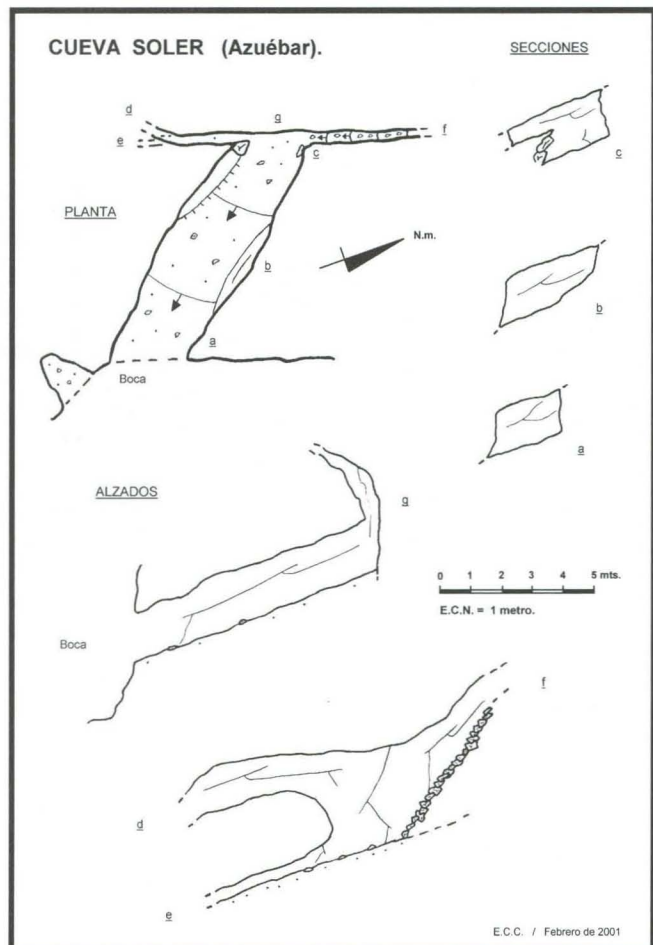 CUEVA SOLER (Azuébar).
SECCIONES
d
g
e
f
c
c
PLANTA
N.m.
b
b
a
Boca
a
ALZADOS
g
0 1 2 3 4 5 mts.
E.C.N. = 1 metro.
Boca
f
d
e
E.C.C. / Febrero de 2001